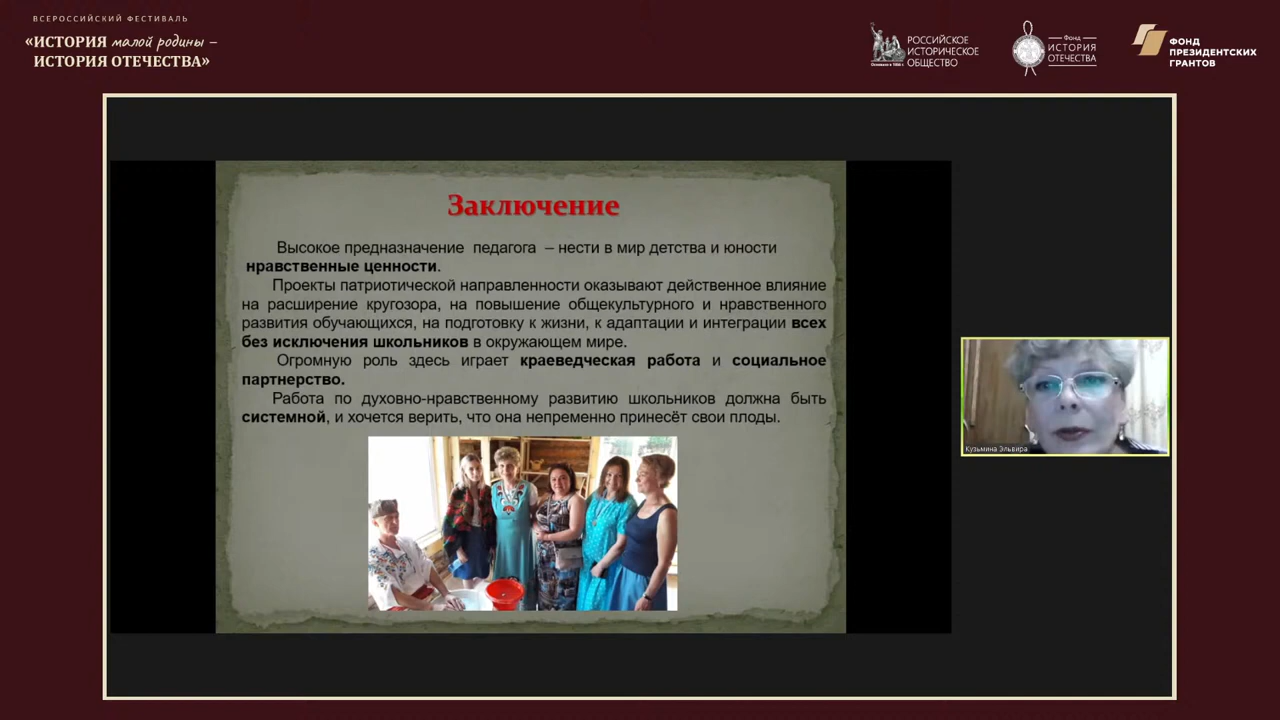 ВСЕРОССИЙСКИЙ ФЕСТИВАЛЬ
«ИСТОРИЯ малой родины –
ИСТОРИЯ ОТЕЧЕСТВА»
РОССИЙСКОЕ
ИСТОРИЧЕСКОЕ
ОБЩЕСТВО
Основано в 1866 г.
Фонд
ИСТОРИЯ
ОТЕЧЕСТВА
ФОНД
ПРЕЗИДЕНТСКИХ
ГРАНТОВ
Заключение
Высокое предназначение педагога – нести в мир детства и юности
нравственные ценности.
Проекты патриотической направленности оказывают действенное влияние
на расширение кругозора, на повышение общекультурного и нравственного
развития обучающихся, на подготовку к жизни, к адаптации и интеграции всех
без исключения школьников в окружающем мире.
Огромную роль здесь играет краеведческая работа и социальное
партнерство.
Работа по духовно-нравственному развитию школьников должна быть
системной, и хочется верить, что она непременно принесёт свои плоды.
Кузьмина Эльвира